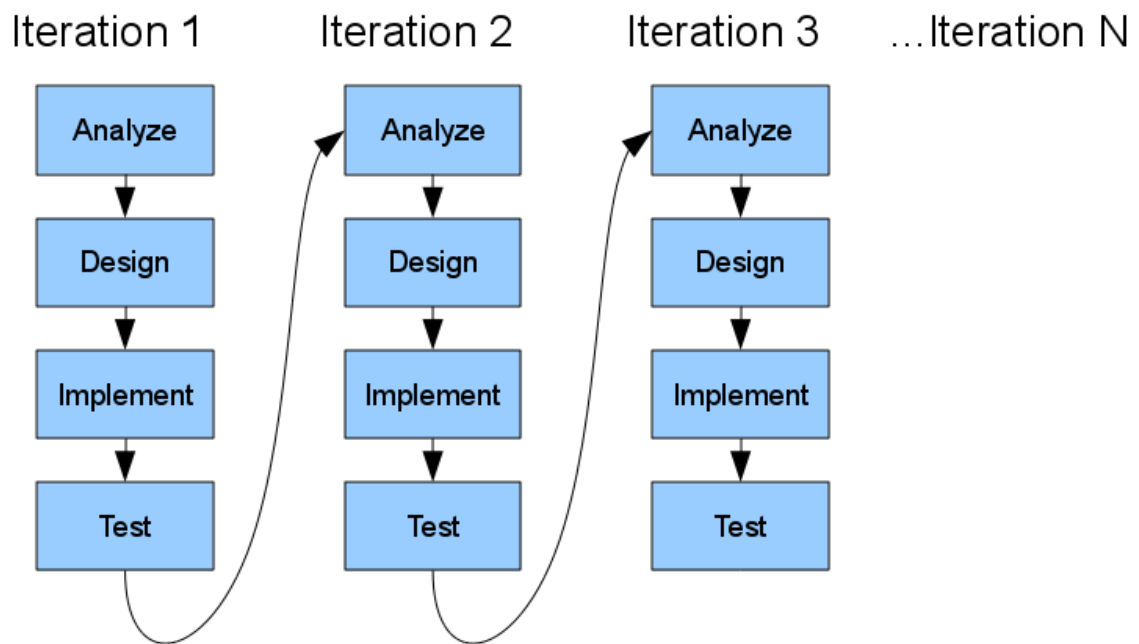 Iteration 1 Iteration 2 Iteration 3 ...Iteration N
Analyze Analyze Analyze
Design Design Design
Implement Implement Implement
Test Test Test